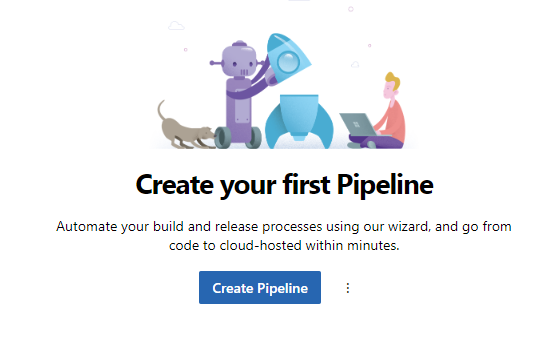 Create your first Pipeline
Automate your build and release processes using our wizard, and go from
code to cloud-hosted within minutes.
Create Pipeline